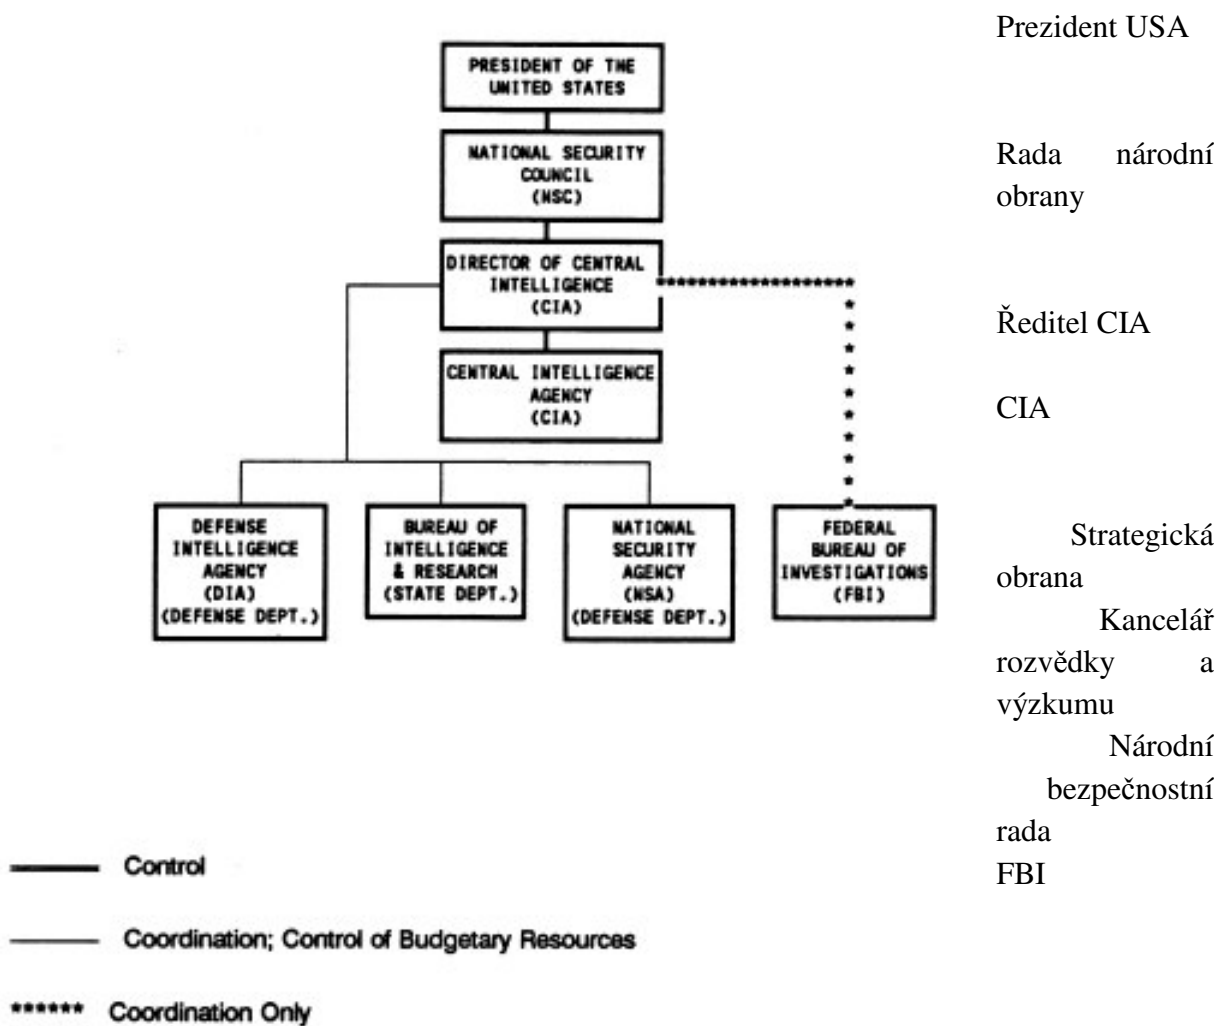 PRESIDENT OF THE
UNITED STATES
NATIONAL SECURITY
COUNCIL
(NSC)
DIRECTOR OF CENTRAL
INTELLIGENCE
(CIA)
CENTRAL INTELLIGENCE
AGENCY
(CIA)
DEFENSE
INTELLIGENCE
AGENCY
(DIA)
(DEFENSE DEPT.)
BUREAU OF
INTELLIGENCE
& RESEARCH
(STATE DEPT.)
NATIONAL
SECURITY
AGENCY
(NSA)
(DEFENSE DEPT.)
FEDERAL
BUREAU OF
INVESTIGATIONS
(FBI)
Control
Coordination; Control of Budgetary Resources
Coordination Only
Prezident USA
Rada národní
obrany
Ředitel CIA
CIA
Strategická
obrana
Kancelář
rozvědky a
výzkumu
Národní
bezpečnostní
rada
FBI